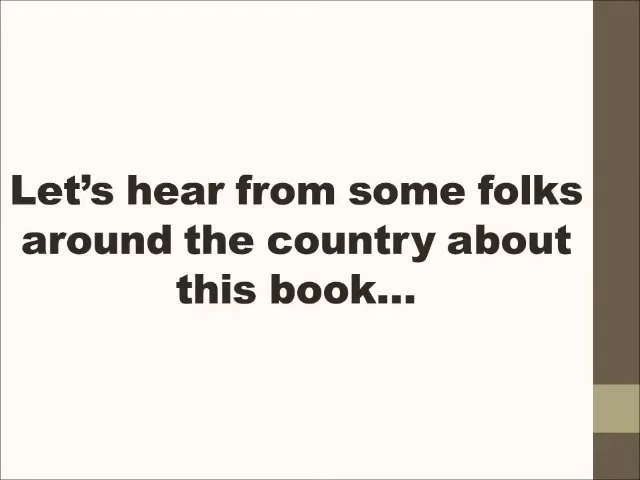 Let’s hear from some folks
around the country about
this book…